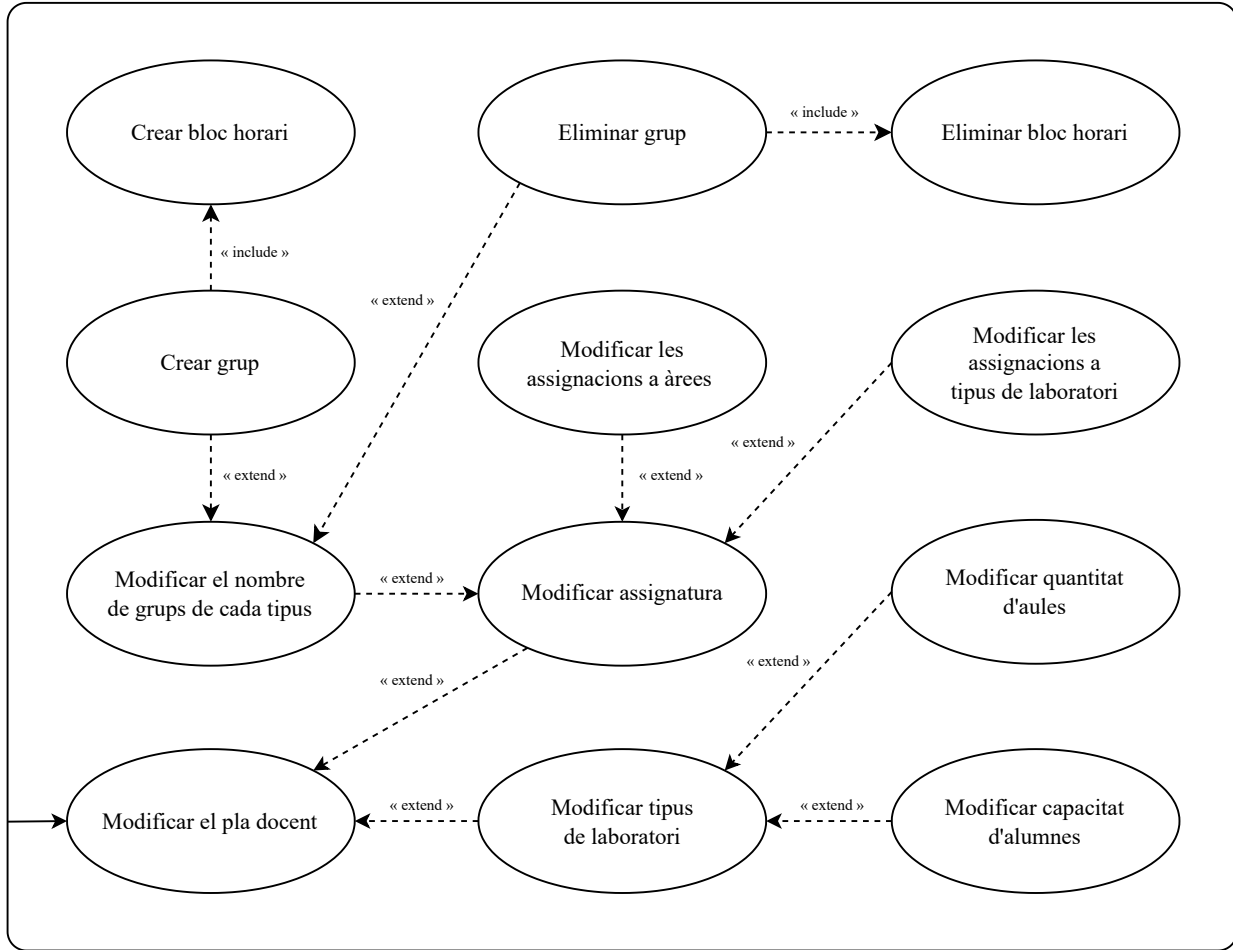 Crear bloc horari
Eliminar grup
« include »
Eliminar bloc horari
« include »
« extend »
Crear grup
Modificar les
assignacions a àrees
Modificar les
assignacions a
tipus de laboratori
« extend »
« extend »
« extend »
Modificar el nombre
de grups de cada tipus
« extend »
Modificar assignatura
Modificar quantitat
d'aules
« extend »
« extend »
Modificar el pla docent
« extend »
Modificar tipus
de laboratori
« extend »
Modificar capacitat
d'alumnes